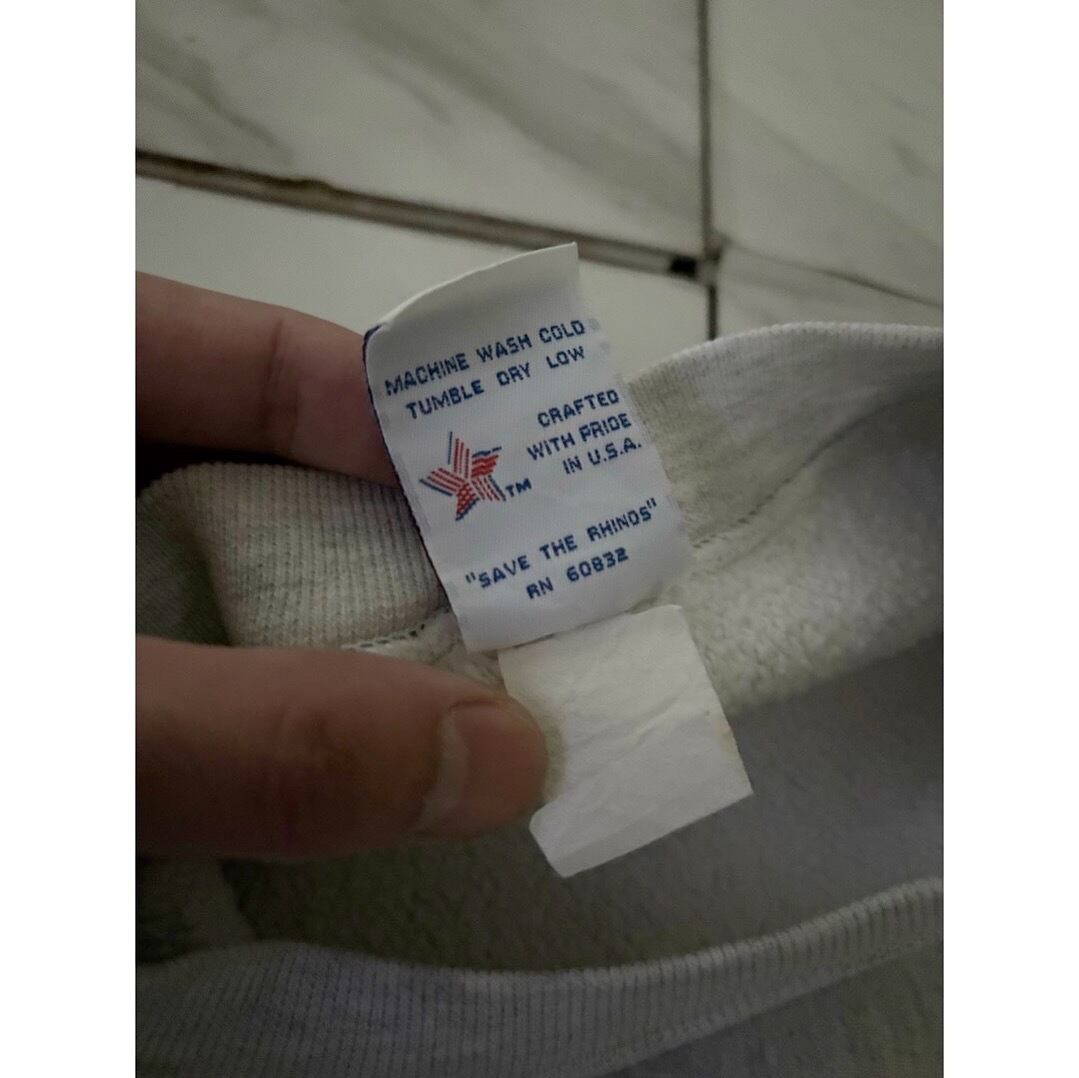 MACHINE WASH COLD
TUMBLE DRY LOW
CRAFTED
WITH PRIDE
IN U.S.A.
TM
"SAVE THE RHINOS"
RN 60832